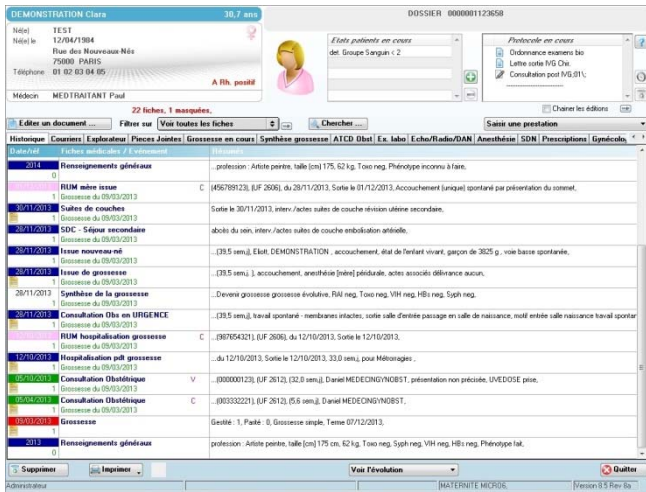 DEMONSTRATION Clara 30,7 ans
DOSSIER 0000001123658
Né(e) TEST
Né(e) le 12/04/1984
Rue des Nouveaux-Nés
75000 PARIS
Téléphone 01 02 03 04 05
A Rh. positif
Médecin MEDTRAITANT Paul
Etats patients en cours
dét. Groupe Sanguin < 2
Protocole en cours
Ordonnance examens bio
Lettre sortie IVG Chir.
Consultation post IVG;01\;
22 fiches, 1 masquées,
Chainer les éditions
Editer un document ...
Filtrer sur Voir toutes les fiches
Chercher ...
Saisir une prestation
Historique Courriers Explorateur Pieces Jointes Grossesse en cours Synthèse grossesse ATCD Obst Ex. labo Echo/Radio/DAN Anesthésie SDN Prescriptions Gynécolo
Date/réf Fiches médicales / Evénement Résumés
2014 Renseignements généraux ...profession : Artiste peintre, taille [cm] 175, 62 kg, Toxo neg, Phénotype inconnu à faire,
0
RUM mère issue C (456789123), (UF 2606), du 28/11/2013, Sortie le 01/12/2013, Accouchement (unique) spontané par présentation du sommet,
1 Grossesse du 09/03/2013
30/11/2013 Suites de couches Sortie le 30/11/2013, interv./actes suites de couche révision utérine secondaire,
1 Grossesse du 09/03/2013
28/11/2013 SDC - Séjour secondaire abcès du sein, interv./actes suites de couche embolisation artérielle,
1 Grossesse du 09/03/2013
28/11/2013 Issue nouveau-né ...(39,5 sem,j), Eliott, DEMONSTRATION , accouchement, état de l'enfant vivant, garçon de 3825 g , voie basse spontanée,
1 Grossesse du 09/03/2013
28/11/2013 Issue de grossesse ...(39,5 sem,j, ), accouchement, anesthésie [mère] péridurale, actes associés délivrance aucun,
1 Grossesse du 09/03/2013
28/11/2013 Synthèse de la grossesse ...Devenir grossesse grossesse évolutive, RAI neg, Toxo neg, VIH neg, HBs neg, Syph neg,
1 Grossesse du 09/03/2013
28/11/2013 Consultation Obs en URGENCE ...(39,5 sem,j), travail spontané - membranes intactes, sortie salle d'entrée passage en salle de naissance, motif entrée salle naissance travail spontan
1 Grossesse du 09/03/2013
RUM hospitalisation grossesse C ...(987654321), (UF 2606), du 12/10/2013, Sortie le 12/10/2013,
1 Grossesse du 09/03/2013
12/10/2013 Hospitalisation pdt grossesse ...du 12/10/2013, Sortie le 12/10/2013, 33,0 sem,j, pour Métrorragies ,
1 Grossesse du 09/03/2013
05/10/2013 Consultation Obstétrique V ...(000000123), (UF 2612), (32,0 sem,j), Daniel MEDECINGYNOBST, présentation non précisée, UVEDOSE prise,
1 Grossesse du 09/03/2013
05/04/2013 Consultation Obstétrique C ...(003332221), (UF 2612), (5,6 sem,j), Daniel MEDECINGYNOBST,
1 Grossesse du 09/03/2013
09/03/2013 Grossesse Gestité : 1, Parité : 0, Grossesse simple, Terme 07/12/2013,
1
2013 Renseignements généraux profession : Artiste peintre, taille [cm] 175 cm, 62 kg, Toxo neg, Syph neg, VIH neg, HBs neg, Phénotype fait,
0
Supprimer Imprimer Voir l'évolution Quitter
Administrateur MATERNITE MICRO6, Version 8.5 Rev 8a